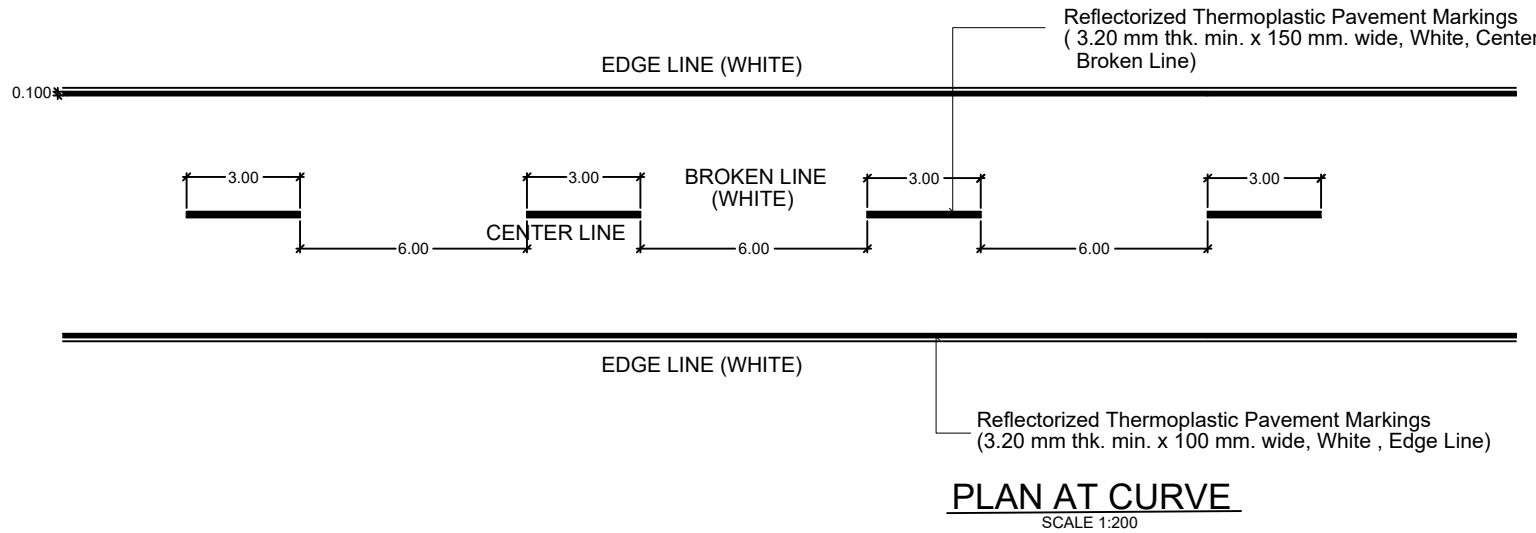 Reflectorized Thermoplastic Pavement Markings
( 3.20 mm thk. min. x 150 mm. wide, White, Center
Broken Line)
EDGE LINE (WHITE)
0.100
3.00
3.00
BROKEN LINE
(WHITE)
3.00
3.00
CENTER LINE
6.00
6.00
6.00
EDGE LINE (WHITE)
Reflectorized Thermoplastic Pavement Markings
(3.20 mm thk. min. x 100 mm. wide, White , Edge Line)
PLAN AT CURVE
SCALE 1:200